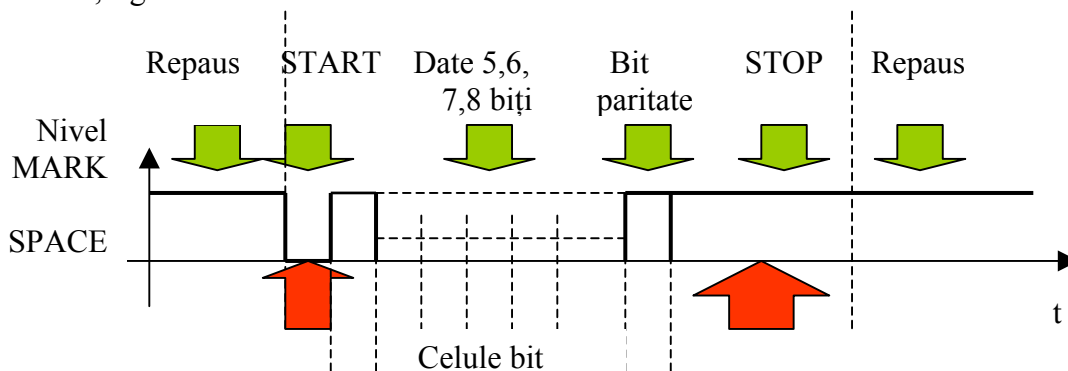 Repaus
START
Date 5,6,
7,8 biți
Bit
paritate
STOP
Repaus
Nivel
MARK
SPACE
t
Celule bit